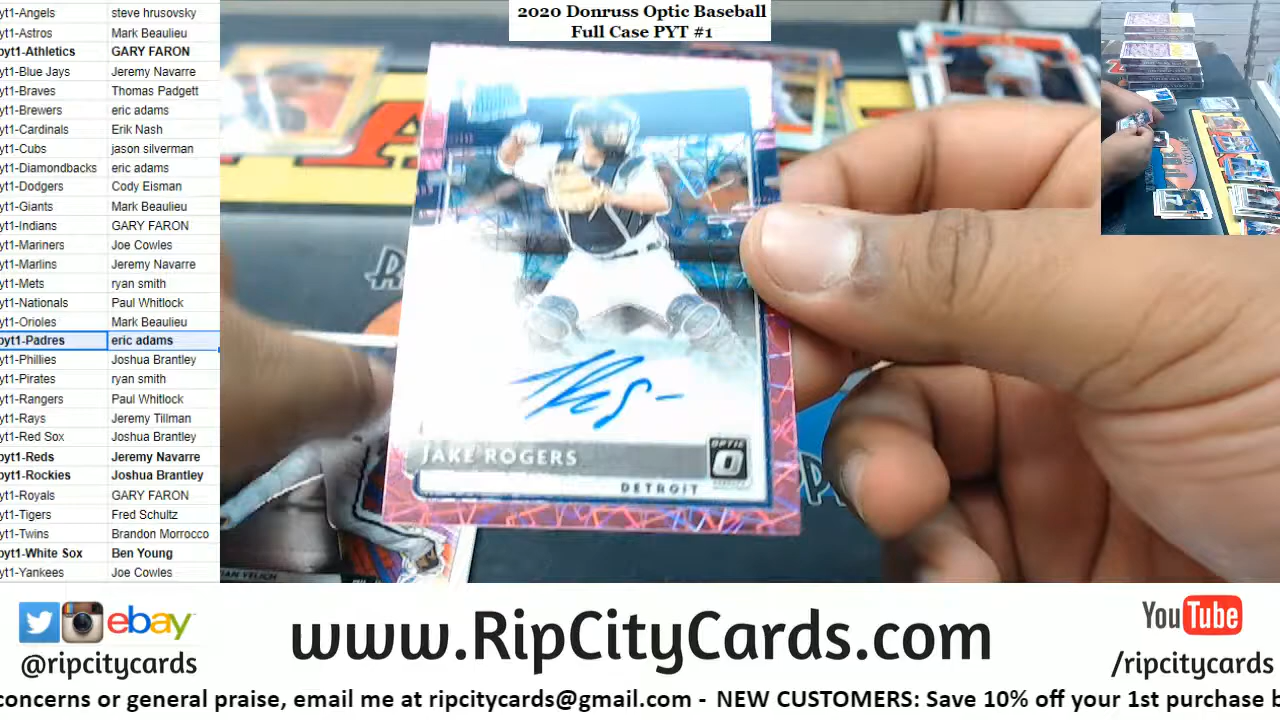 2020 Donruss Optic Baseball
Full Case PYT #1
yt1-Angels steve hrusovsky
yt1-Astros Mark Beaulieu
pyt1-Athletics GARY FARON
yt1-Blue Jays Jeremy Navarre
yt1-Braves Thomas Padgett
yt1-Brewers eric adams
yt1-Cardinals Erik Nash
yt1-Cubs jason silverman
yt1-Diamondbacks eric adams
yt1-Dodgers Cody Eisman
yt1-Giants Mark Beaulieu
yt1-Indians GARY FARON
yt1-Mariners Joe Cowles
yt1-Marlins Jeremy Navarre
yt1-Mets ryan smith
yt1-Nationals Paul Whitlock
yt1-Orioles Mark Beaulieu
pyt1-Padres eric adams
yt1-Phillies Joshua Brantley
yt1-Pirates ryan smith
yt1-Rangers Paul Whitlock
yt1-Rays Jeremy Tillman
yt1-Red Sox Joshua Brantley
pyt1-Reds Jeremy Navarre
pyt1-Rockies Joshua Brantley
yt1-Royals GARY FARON
yt1-Tigers Fred Schultz
yt1-Twins Brandon Morrocco
pyt1-White Sox Ben Young
yt1-Yankees Joe Cowles
JAKE ROGERS
OPTIC
DETROIT
ebay
@ripcitycards
www.RipCityCards.com
YouTube
/ripcitycards
concerns or general praise, email me at ripcitycards@gmail.com - NEW CUSTOMERS: Save 10% off your 1st purchase b